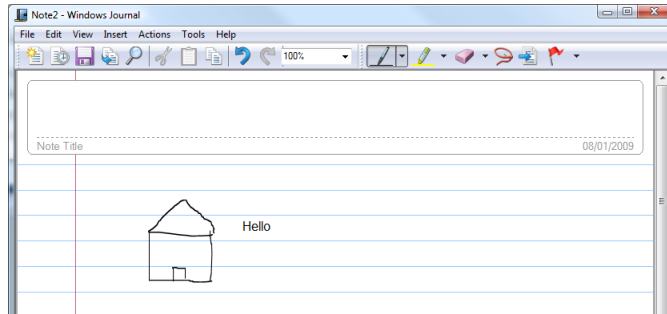 Note2 - Windows Journal
File Edit View Insert Actions Tools Help
100%
Note Title 08/01/2009
Hello